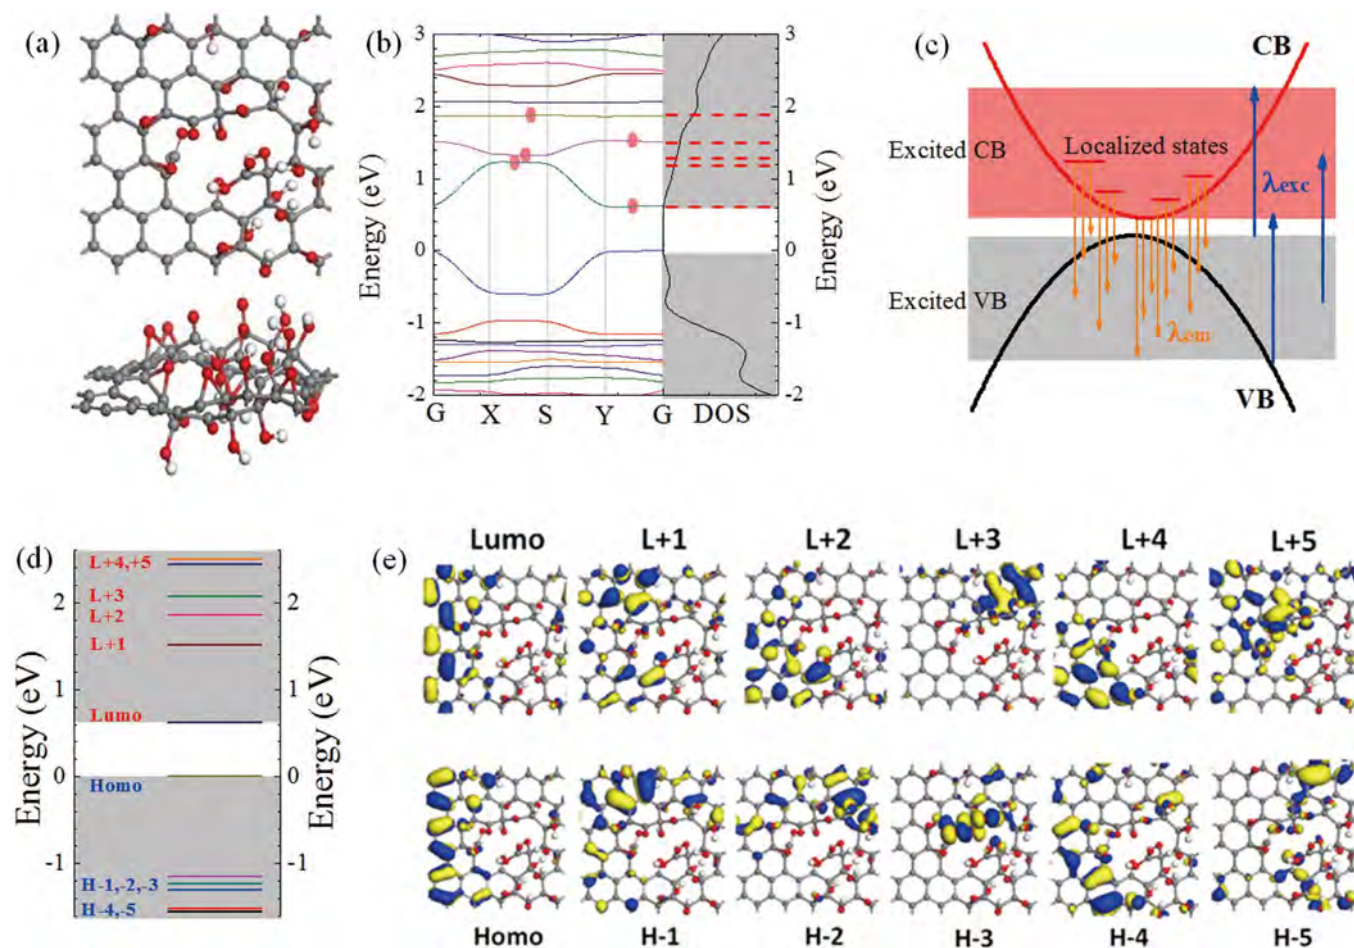 (a)
(b)
3
2
1
0
-1
-2
Energy (eV)
G X S Y G DOS
3
2
1
0
-1
-2
Energy (eV)
(c)
CB
Excited CB
Localized states
λexc
Excited VB
λem
VB
(d)
Energy (eV)
2
1
0
-1
L+4,+5
L+3
L+2
L+1
Lumo
Homo
H-1,-2,-3
H-4,-5
2
1
0
-1
Energy (eV)
(e)
Lumo L+1 L+2 L+3 L+4 L+5
Homo H-1 H-2 H-3 H-4 H-5